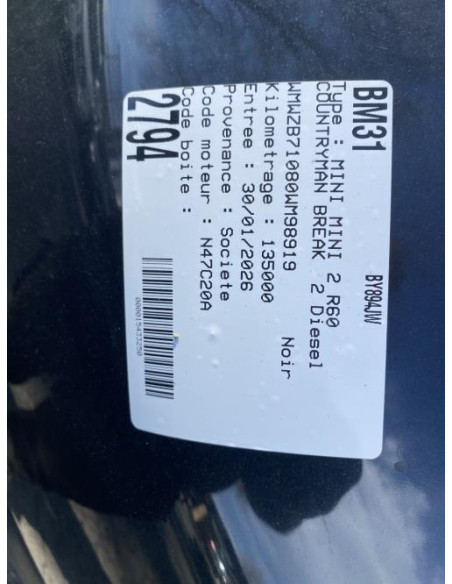 BM31 BY894JW
Type : MINI MINI 2 R60
COUNTRYMAN BREAK 2 Diesel
WMWZB71080WM98919 Noir
Kilometrage : 135000
Entree : 30/01/2026
Provenance : Societe
Code moteur : N47C20A
Code boite :
2794
000015433250